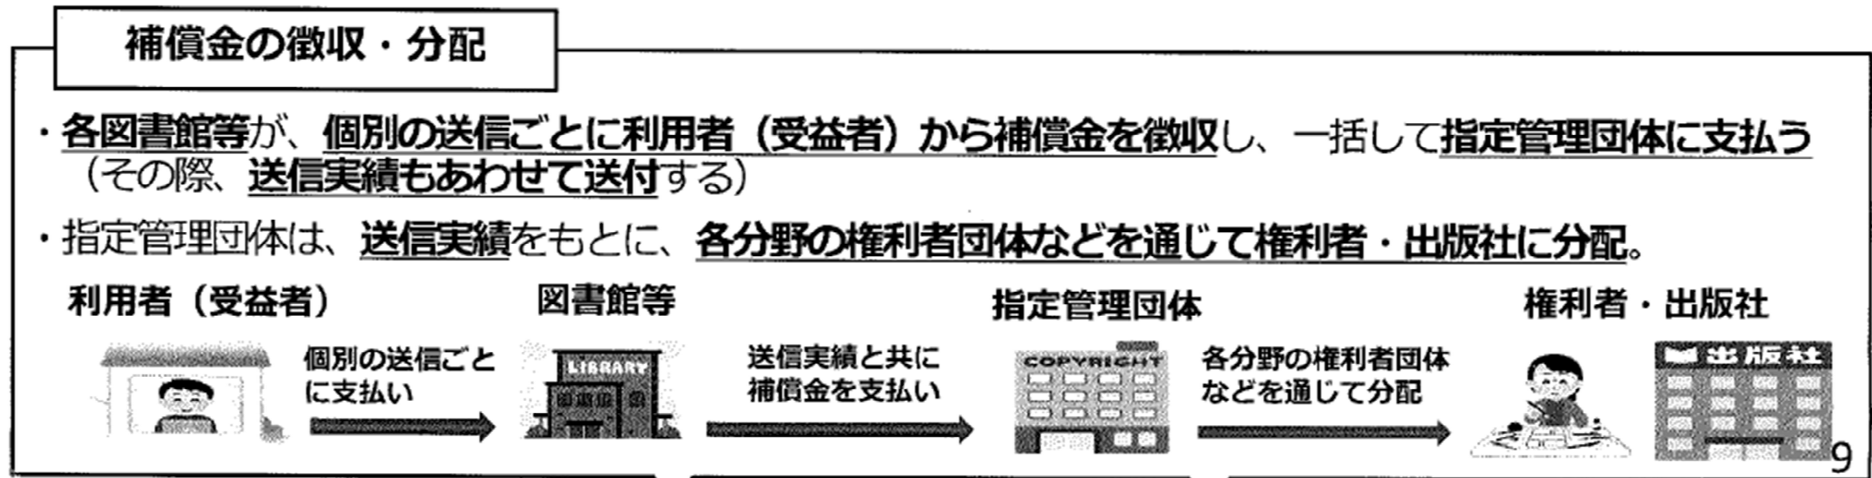 補償金の徴収・分配
・各図書館等が、個別の送信ごとに利用者（受益者）から補償金を徴収し、一括して指定管理団体に支払う
（その際、送信実績もあわせて送付する）
・指定管理団体は、送信実績をもとに、各分野の権利者団体などを通じて権利者・出版社に分配。
利用者（受益者）
図書館等
指定管理団体
権利者・出版社
個別の送信ごと
に支払い
LIBRARY
送信実績と共に
補償金を支払い
COPYRIGHT
各分野の権利者団体
などを通じて分配
出版社
9